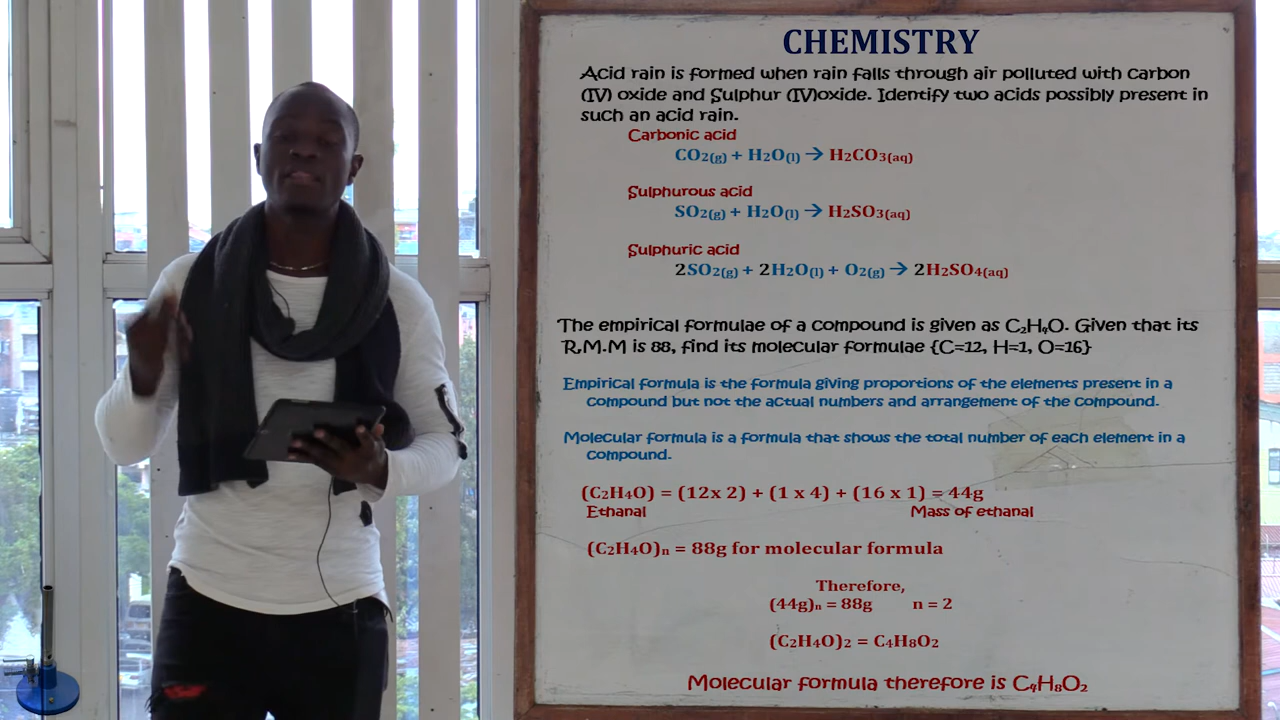 CHEMISTRY
Acid rain is formed when rain falls through air polluted with Carbon
(IV) oxide and Sulphur (IV)oxide. Identify two acids possibly present in
such an acid rain.
Carbonic acid
CO₂(g) + H₂O(l) → H₂CO₃(aq)
Sulphurous acid
SO₂(g) + H₂O(l) → H₂SO₃(aq)
Sulphuric acid
2SO₂(g) + 2H₂O(l) + O₂(g) → 2H₂SO₄(aq)
The empirical formulae of a compound is given as C₂H₄O. Given that its
R.M.M is 88, find its molecular formulae {C=12, H=1, O=16}
Empirical formula is the formula giving proportions of the elements present in a
compound but not the actual numbers and arrangement of the Compound.
Molecular formula is a formula that shows the total number of each element in a
compound.
(C₂H₄O) = (12x 2) + (1 x 4) + (16 x 1) = 44g
Ethanal Mass of ethanal
(C₂H₄O)ₙ = 88g for molecular formula
Therefore,
(44g)ₙ = 88g n = 2
(C₂H₄O)₂ = C₄H₈O₂
Molecular formula therefore is C₄H₈O₂